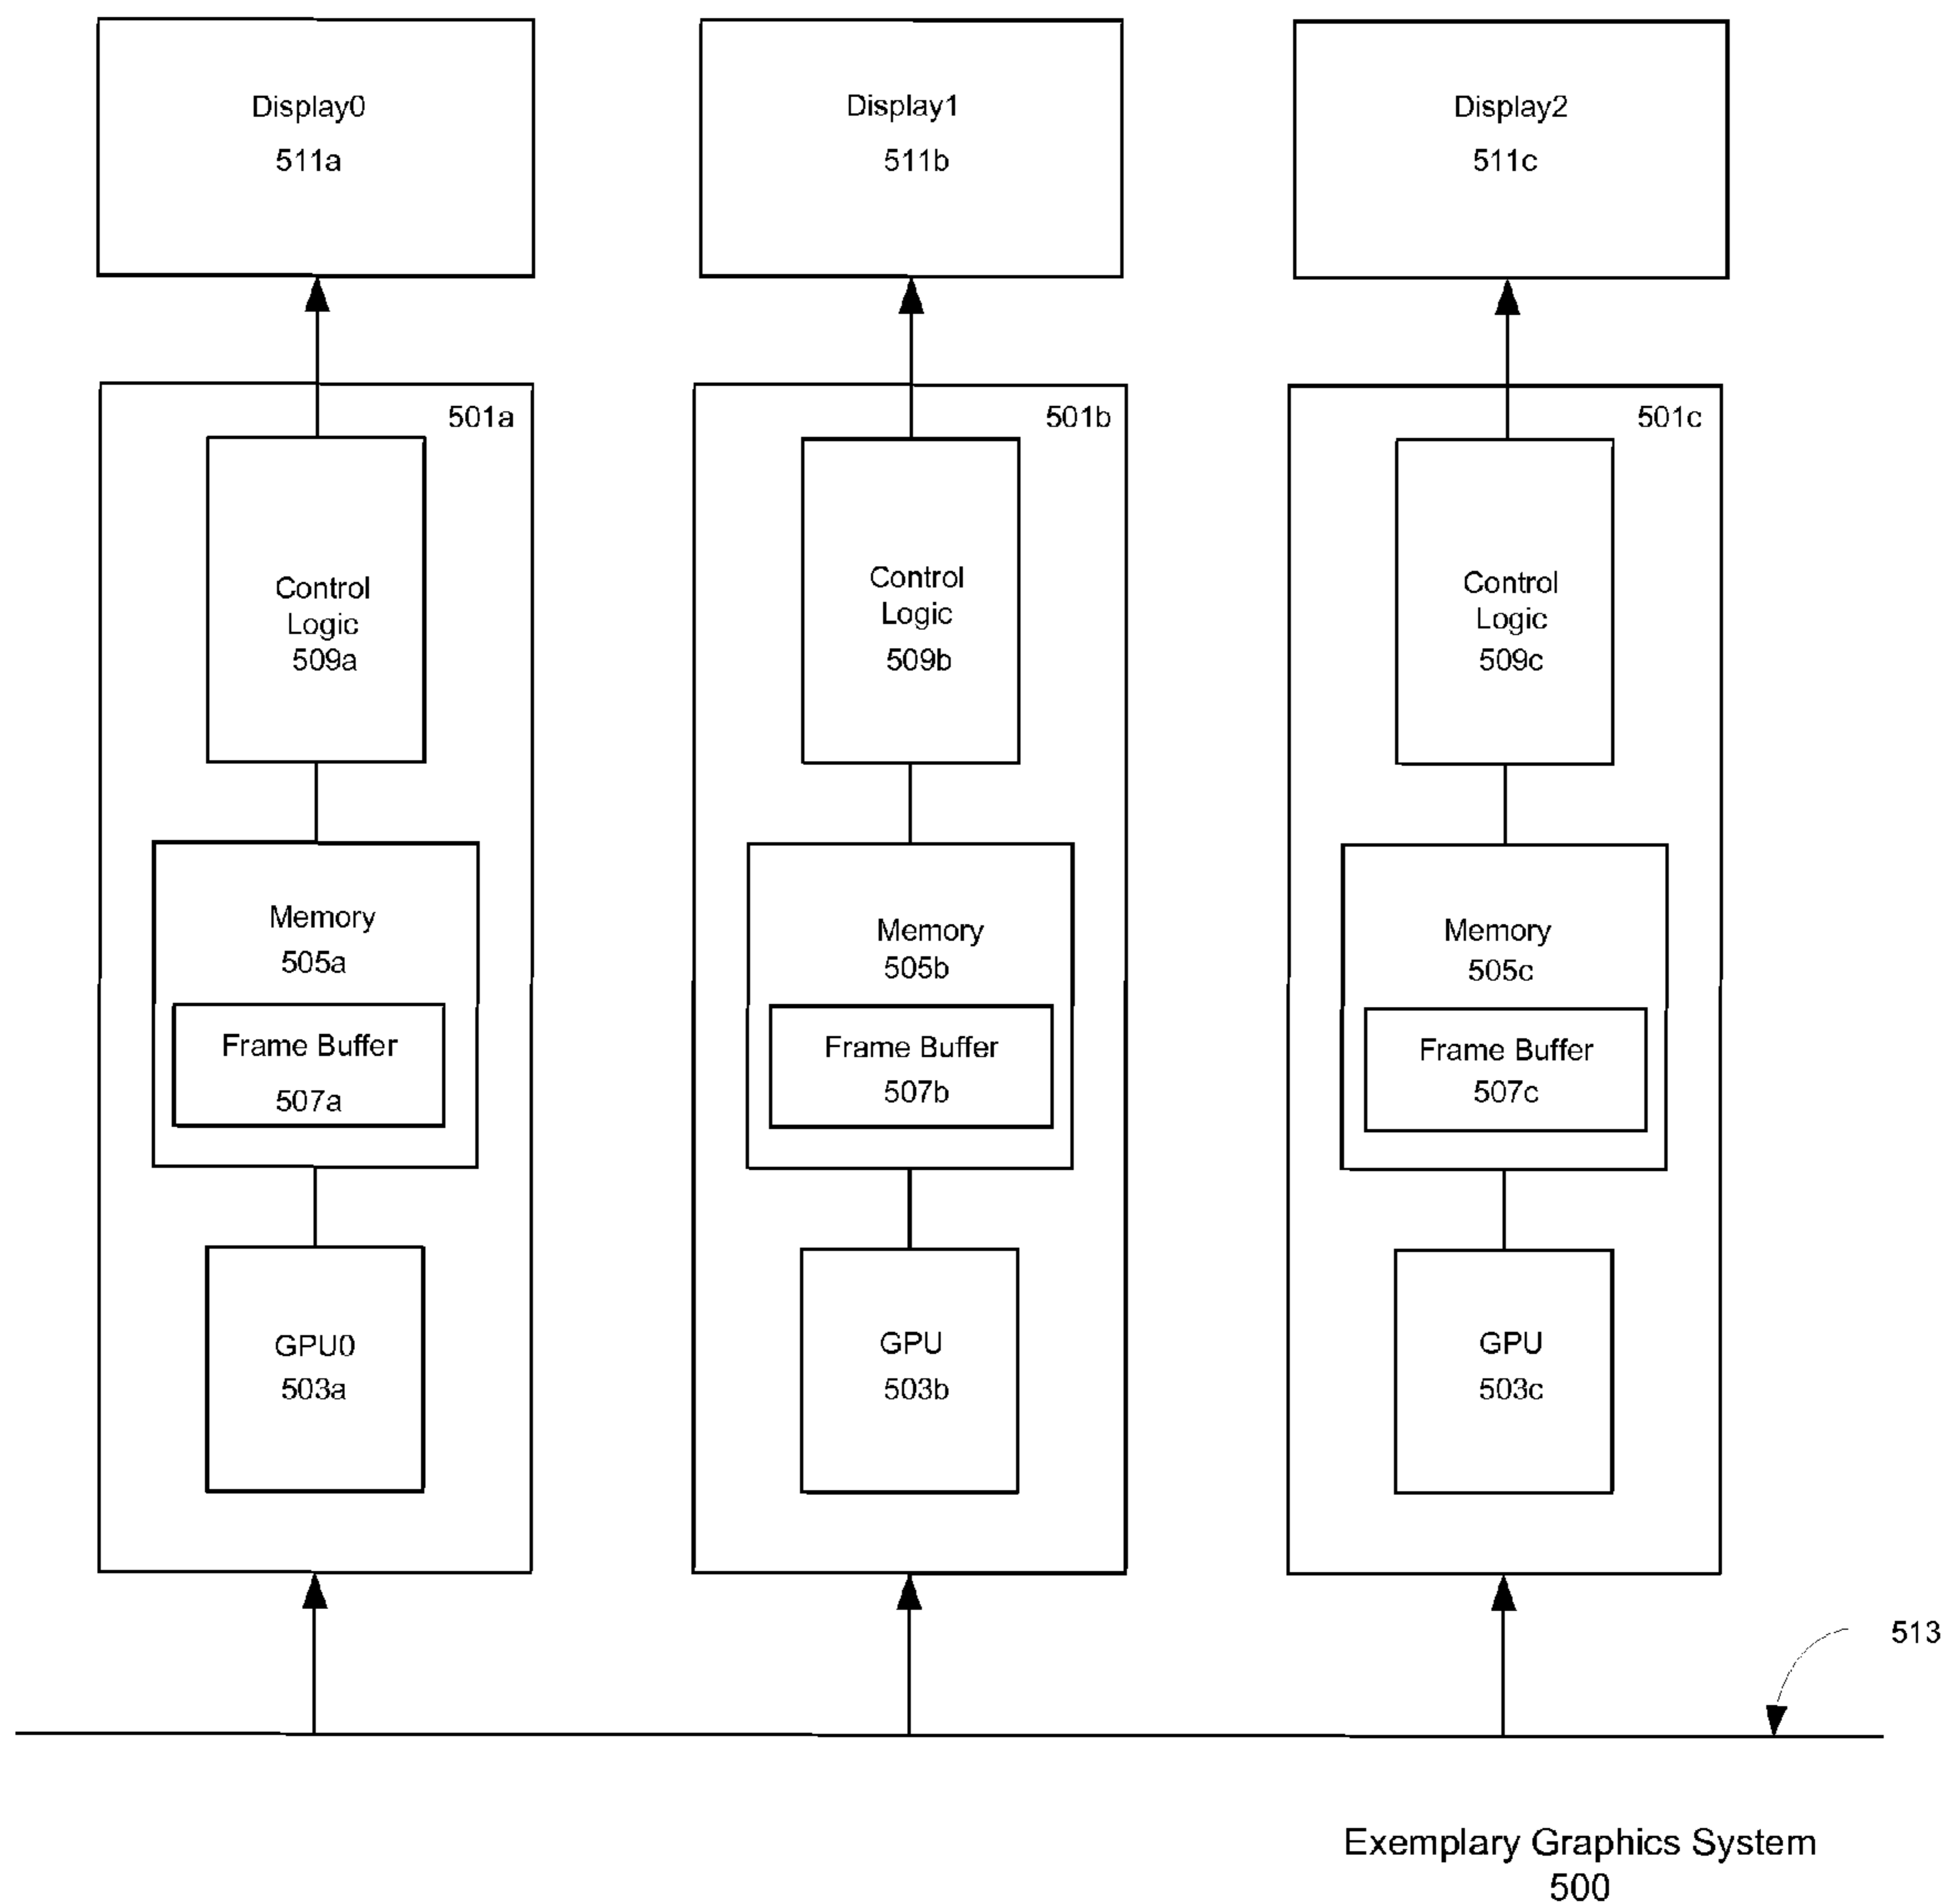 Display0
511a
Display1
511b
Display2
511c
501a
Control
Logic
509a
Memory
505a
Frame Buffer
507a
GPU0
503a
501b
Control
Logic
509b
Memory
505b
Frame Buffer
507b
GPU
503b
501c
Control
Logic
509c
Memory
505c
Frame Buffer
507c
GPU
503c
513
Exemplary Graphics System
500